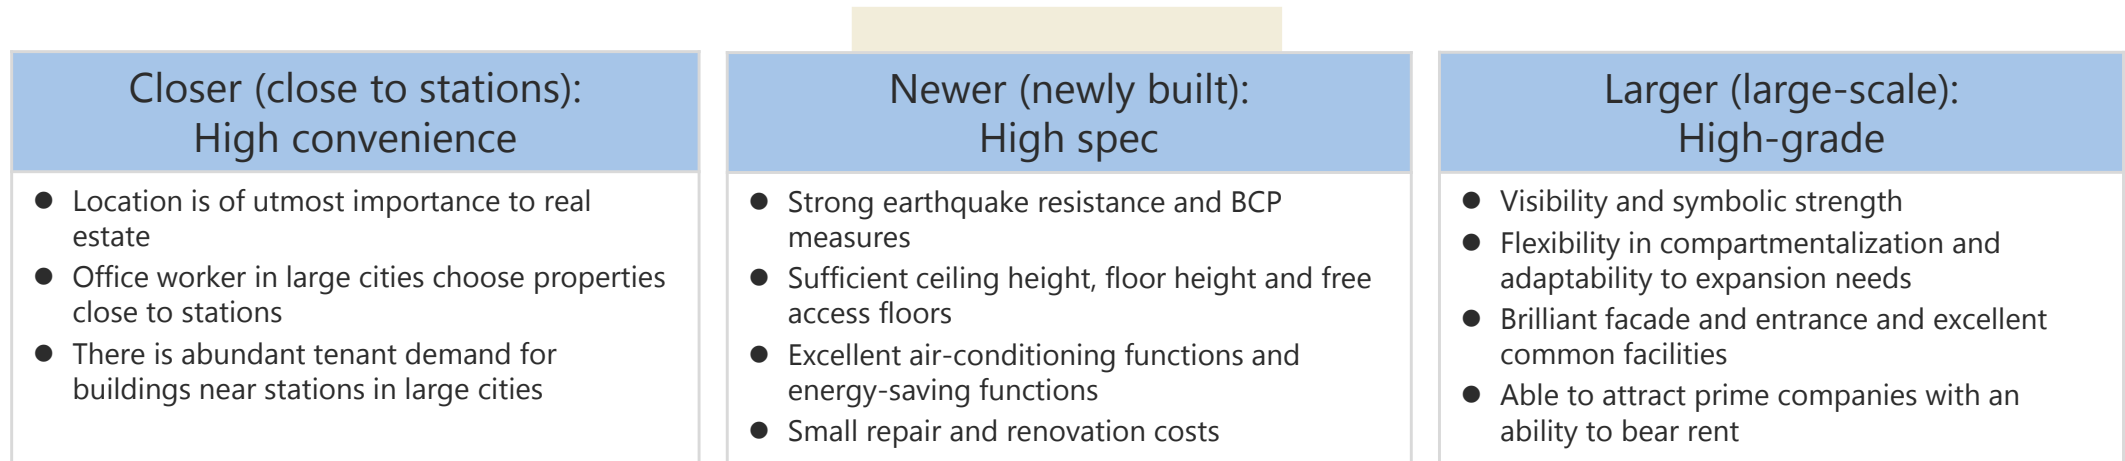 Closer (close to stations):
High convenience
● Location is of utmost importance to real
estate
● Office worker in large cities choose properties
close to stations
● There is abundant tenant demand for
buildings near stations in large cities
Newer (newly built):
High spec
● Strong earthquake resistance and BCP
measures
● Sufficient ceiling height, floor height and free
access floors
● Excellent air-conditioning functions and
energy-saving functions
● Small repair and renovation costs
Larger (large-scale):
High-grade
● Visibility and symbolic strength
● Flexibility in compartmentalization and
adaptability to expansion needs
● Brilliant facade and entrance and excellent
common facilities
● Able to attract prime companies with an
ability to bear rent